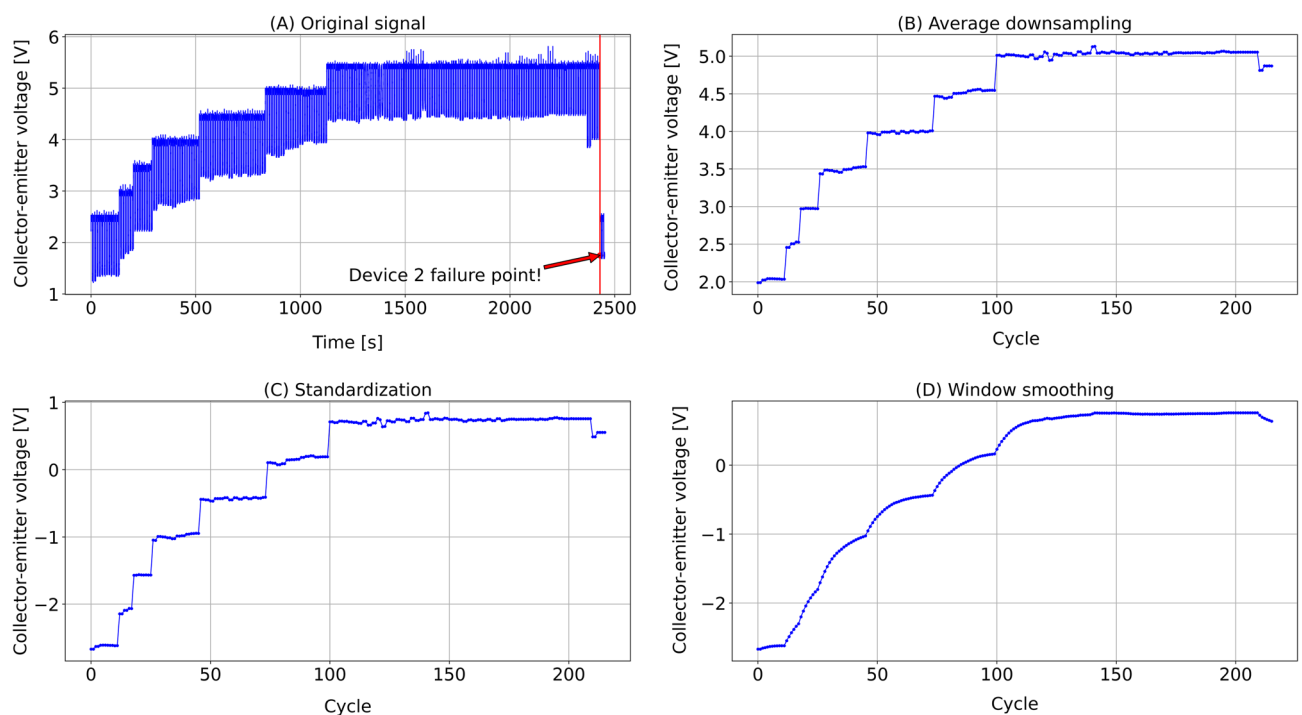 (A) Original signal
Collector-emitter voltage [V]
6
5
4
3
2
1
Device 2 failure point!
0 500 1000 1500 2000 2500
Time [s]
(B) Average downsampling
Collector-emitter voltage [V]
5.0
4.5
4.0
3.5
3.0
2.5
2.0
0 50 100 150 200
Cycle
(C) Standardization
Collector-emitter voltage [V]
1
0
−1
−2
0 50 100 150 200
Cycle
(D) Window smoothing
Collector-emitter voltage [V]
0
−1
−2
0 50 100 150 200
Cycle